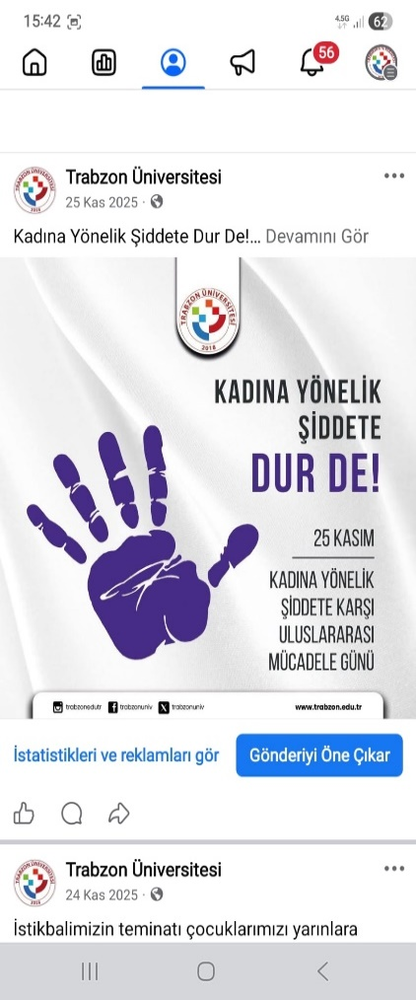 15:42
4.5G
62
56
Trabzon Üniversitesi
25 Kas 2025 ·
Kadına Yönelik Şiddete Dur De!... Devamını Gör
TRABZON ÜNİVERSİTESİ
2018
KADINA YÖNELİK
ŞİDDETE
DUR DE!
25 KASIM
KADINA YÖNELİK
ŞİDDETE KARŞI
ULUSLARARASI
MÜCADELE GÜNÜ
trabzonedutr trabzonuniv trabzonuniv www.trabzon.edu.tr
İstatistikleri ve reklamları gör Gönderiyi Öne Çıkar
Trabzon Üniversitesi
24 Kas 2025 ·
İstikbalimizin teminatı çocuklarımızı yarınlara